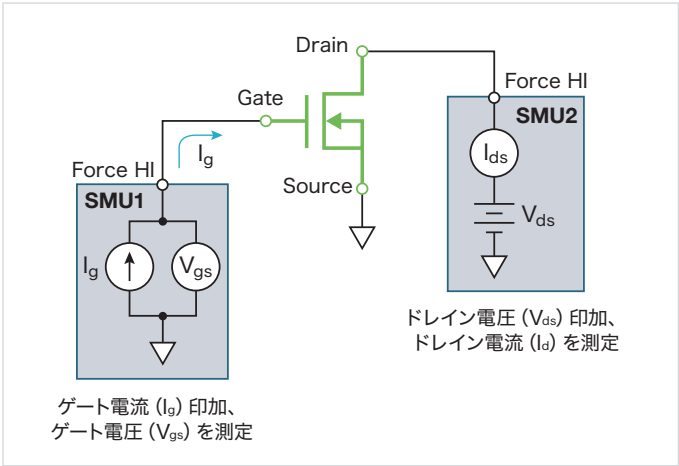 Drain
Force HI
SMU2
Gate
Ids
Ig
Force HI
Source
SMU1
Vds
Ig
Vgs
ドレイン電圧 (Vds) 印加、
ドレイン電流 (Id) を測定
ゲート電流 (Ig) 印加、
ゲート電圧 (Vgs) を測定